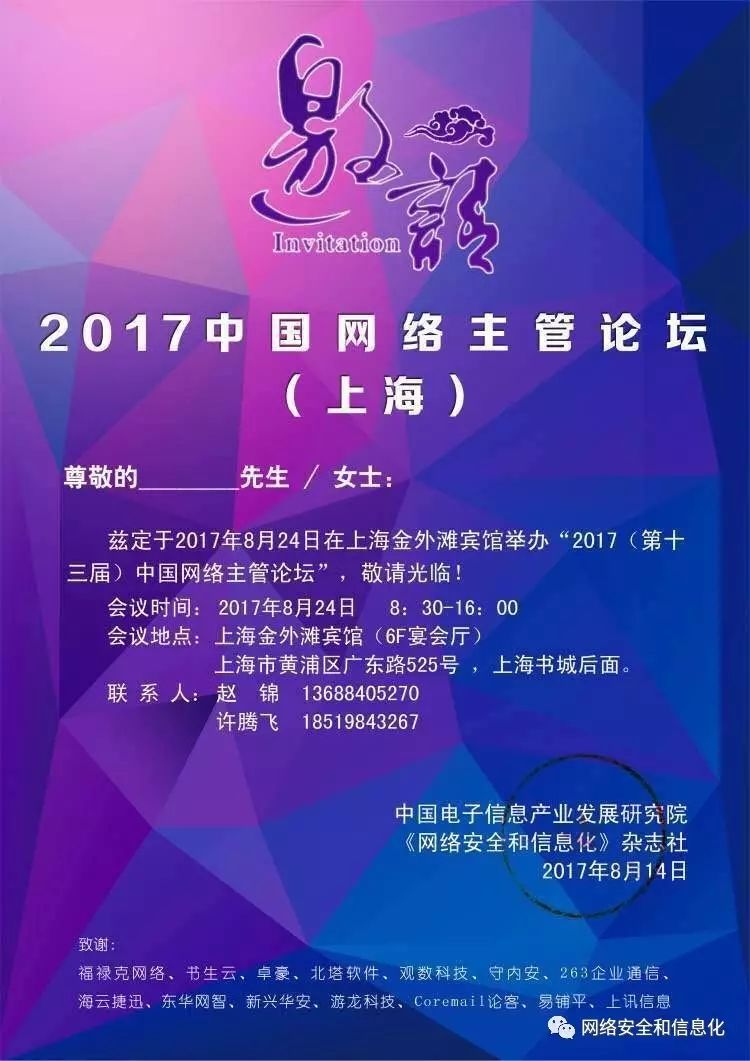 邀請
Invitation
2017中国网络主管论坛
（上海）
尊敬的________先生 / 女士：
兹定于2017年8月24日在上海金外滩宾馆举办“2017（第十
三届）中国网络主管论坛”，敬请光临！
会议时间：2017年8月24日 8：30-16：00
会议地点：上海金外滩宾馆（6F宴会厅）
上海市黄浦区广东路525号 ，上海书城后面。
联 系 人：赵 锦 13688405270
许腾飞 18519843267
中国电子信息产业发展研究院
《网络安全和信息化》杂志社
2017年8月14日
致谢：
福禄克网络、书生云、卓豪、北塔软件、观数科技、守内安、263企业通信、
海云捷迅、东华网智、新兴华安、游龙科技、Coremail论客、易铺平、上讯信息
网络安全和信息化